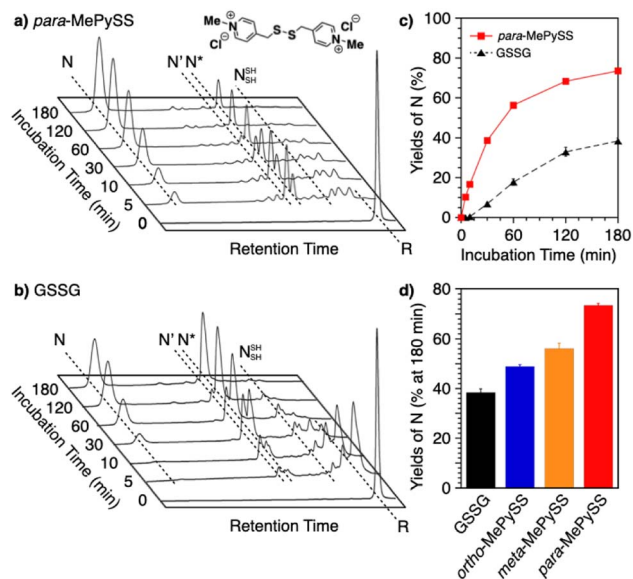 a) para-MePySS
Me
N
+
Cl
−
S
S
Cl
−
N
+
Me
N
N' N*
N SH SH
180
120
60
30
10
5
0
Incubation Time (min)
Retention Time
R
b) GSSG
N
N' N*
N SH SH
180
120
60
30
10
5
0
Incubation Time (min)
Retention Time
R
c)
para-MePySS
GSSG
Yields of N (%)
100
80
60
40
20
0
0 60 120 180
Incubation Time (min)
d)
Yields of N (% at 180 min)
80
60
40
20
0
GSSG
ortho-MePySS
meta-MePySS
para-MePySS